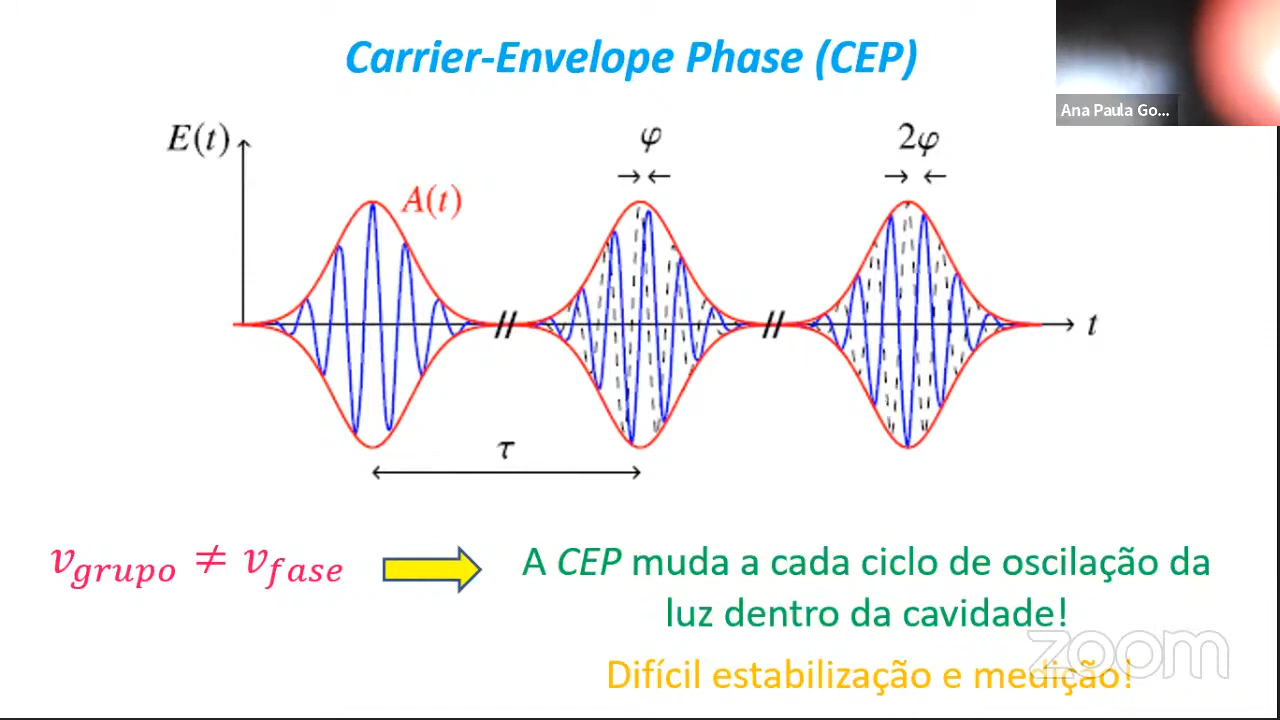 Carrier-Envelope Phase (CEP)
Ana Paula Go...
E(t)
A(t)
φ
2φ
t
τ
v_grupo ≠ v_fase
A CEP muda a cada ciclo de oscilação da
luz dentro da cavidade!
Difícil estabilização e medição!
zoom